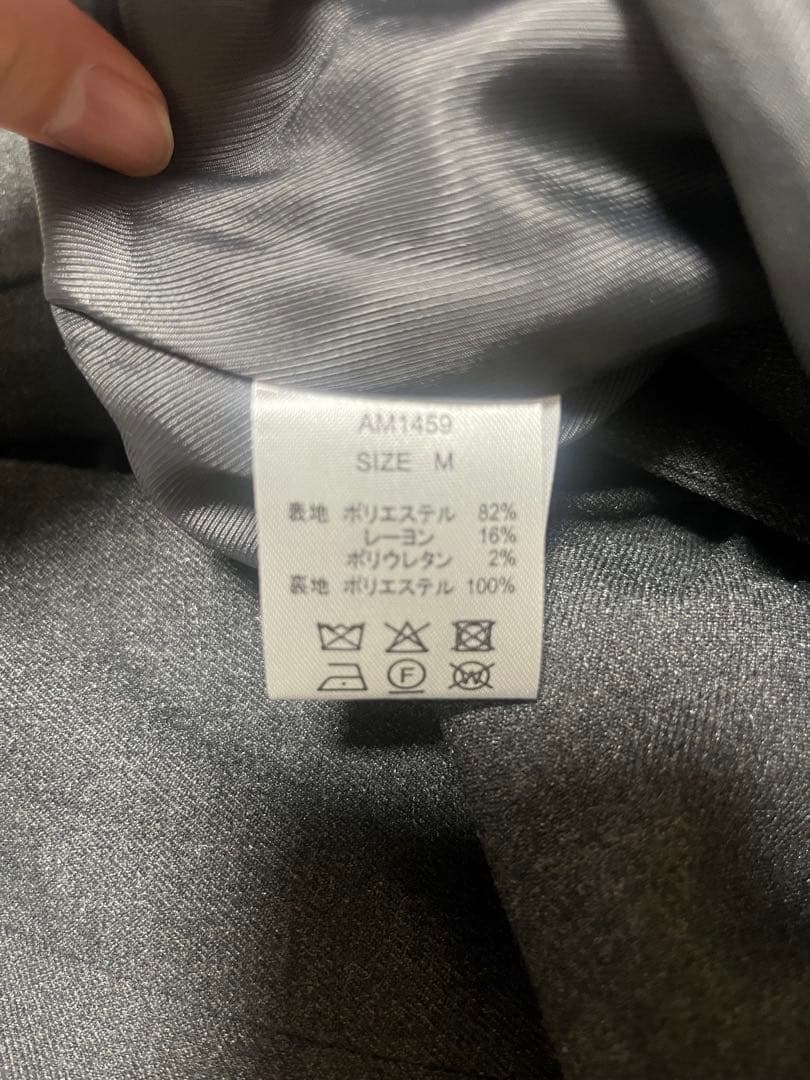 AM1459
SIZE M
表地 ポリエステル 82%
レーヨン 16%
ポリウレタン 2%
裏地 ポリエステル 100%
F W